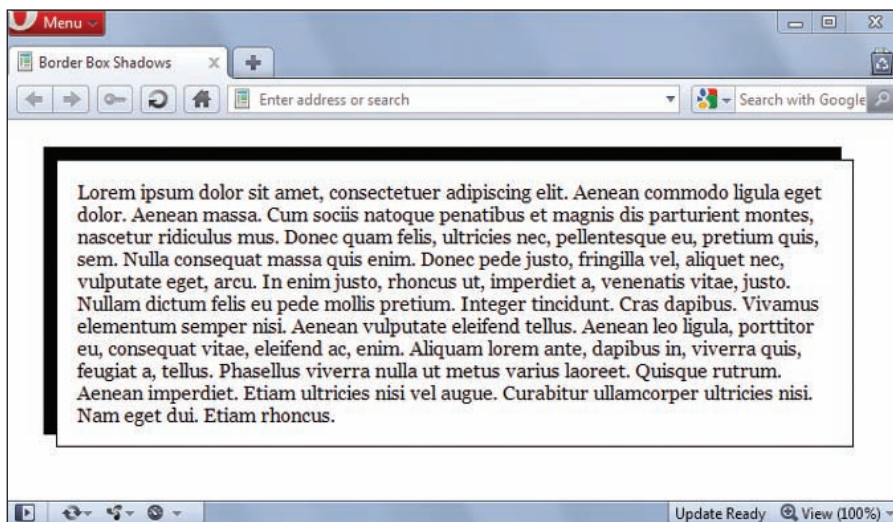 Menu
Border Box Shadows
Enter address or search
Search with Google
Lorem ipsum dolor sit amet, consectetuer adipiscing elit. Aenean commodo ligula eget
dolor. Aenean massa. Cum sociis natoque penatibus et magnis dis parturient montes,
nascetur ridiculus mus. Donec quam felis, ultricies nec, pellentesque eu, pretium quis,
sem. Nulla consequat massa quis enim. Donec pede justo, fringilla vel, aliquet nec,
vulputate eget, arcu. In enim justo, rhoncus ut, imperdiet a, venenatis vitae, justo.
Nullam dictum felis eu pede mollis pretium. Integer tincidunt. Cras dapibus. Vivamus
elementum semper nisi. Aenean vulputate eleifend tellus. Aenean leo ligula, porttitor
eu, consequat vitae, eleifend ac, enim. Aliquam lorem ante, dapibus in, viverra quis,
feugiat a, tellus. Phasellus viverra nulla ut metus varius laoreet. Quisque rutrum.
Aenean imperdiet. Etiam ultricies nisi vel augue. Curabitur ullamcorper ultricies nisi.
Nam eget dui. Etiam rhoncus.
Update Ready View (100%)